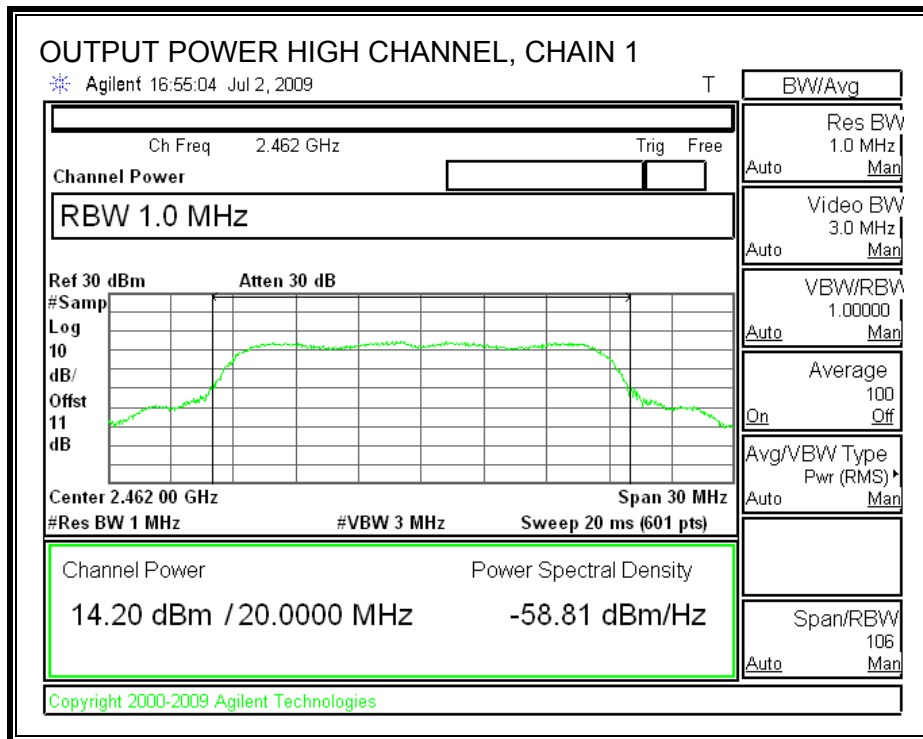 OUTPUT POWER HIGH CHANNEL, CHAIN 1
Agilent 16:55:04 Jul 2, 2009 T
Ch Freq 2.462 GHz Trig Free
Channel Power
RBW 1.0 MHz
Ref 30 dBm Atten 30 dB
#Samp
Log
10
dB/
Offst
11
dB
Center 2.462 00 GHz Span 30 MHz
#Res BW 1 MHz #VBW 3 MHz Sweep 20 ms (601 pts)
Channel Power Power Spectral Density
14.20 dBm / 20.0000 MHz -58.81 dBm/Hz
BW/Avg
Res BW
1.0 MHz
Auto Man
Video BW
3.0 MHz
Auto Man
VBW/RBW
1.00000
Auto Man
Average
100
On Off
Avg/VBW Type
Pwr (RMS)
Auto Man
Span/RBW
106
Auto Man
Copyright 2000-2009 Agilent Technologies